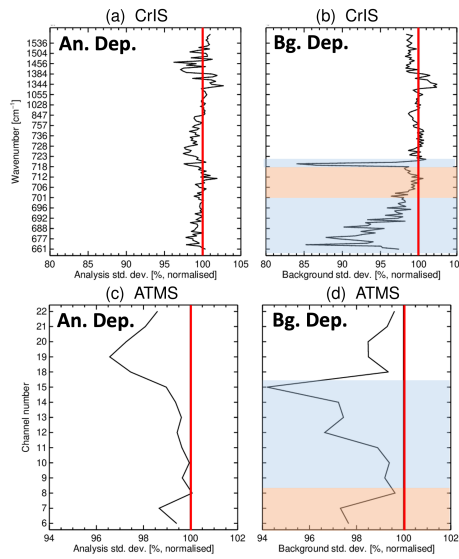 (a) CrIS
(b) CrIS
An. Dep.
Bg. Dep.
Wavenumber [cm⁻¹]
1536
1504
1456
1384
1344
1055
1028
847
757
736
728
723
718
712
706
701
696
692
688
677
661
80 85 90 95 100 105
Analysis std. dev. [%, normalised]
80 85 90 95 100 10
Background std. dev. [%, normalised]
(c) ATMS
(d) ATMS
An. Dep.
Bg. Dep.
Channel number
22
21
20
19
18
15
14
13
12
11
10
9
8
7
6
94 96 98 100 102
Analysis std. dev. [%, normalised]
94 96 98 100 102
Background std. dev. [%, normalised]